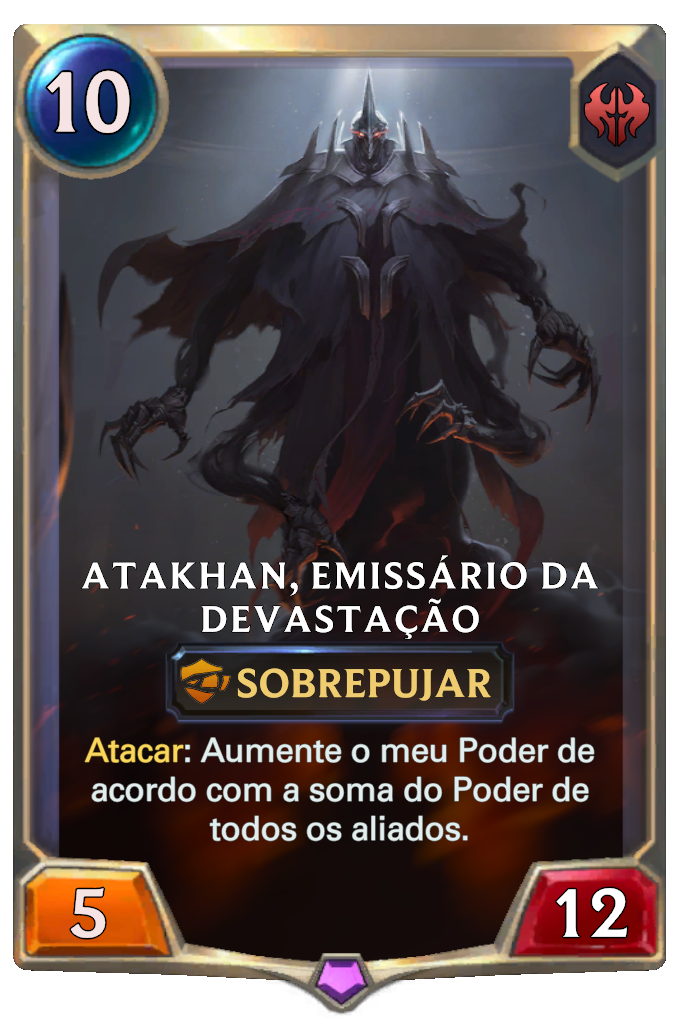 10
ATAKHAN, EMISSÁRIO DA
DEVASTAÇÃO
SOBREPUJAR
Atacar: Aumente o meu Poder de
acordo com a soma do Poder de
todos os aliados.
5
12